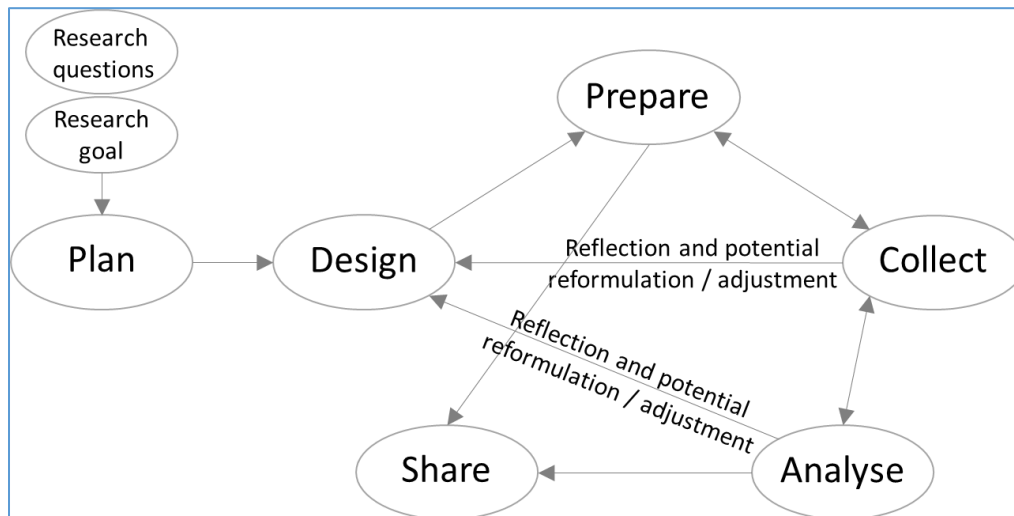 Research
questions
Research
goal
Prepare
Plan
Design
Reflection and potential
reformulation / adjustment
Collect
Reflection and potential
reformulation / adjustment
Share
Analyse